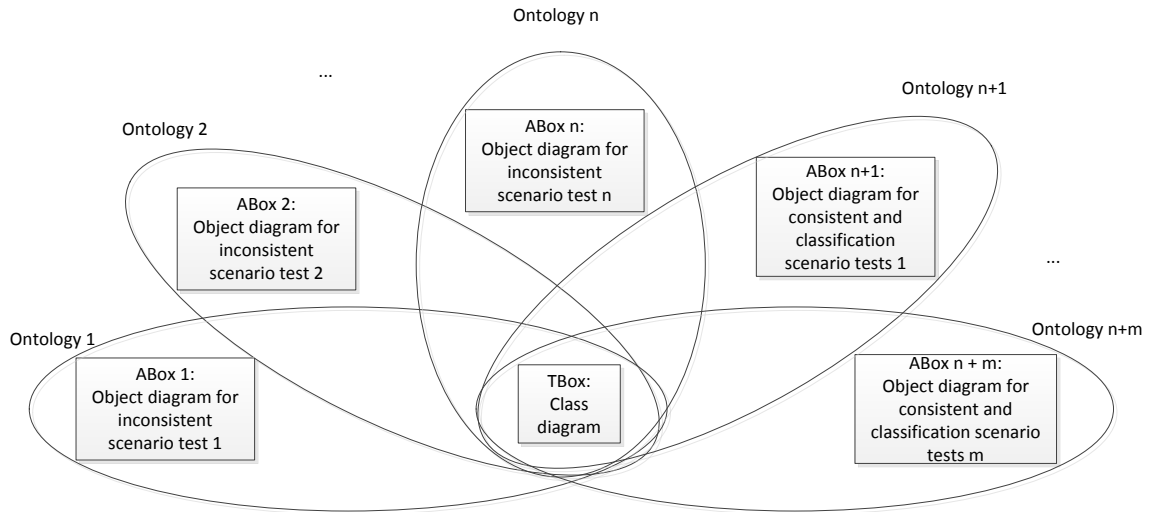 Ontology n
...
Ontology n+1
Ontology 2
ABox n:
Object diagram for
inconsistent
scenario test n
ABox n+1:
Object diagram for
consistent and
classification
scenario tests 1
ABox 2:
Object diagram for
inconsistent
scenario test 2
...
Ontology 1
Ontology n+m
ABox 1:
Object diagram for
inconsistent
scenario test 1
TBox:
Class
diagram
ABox n + m:
Object diagram for
consistent and
classification scenario
tests m